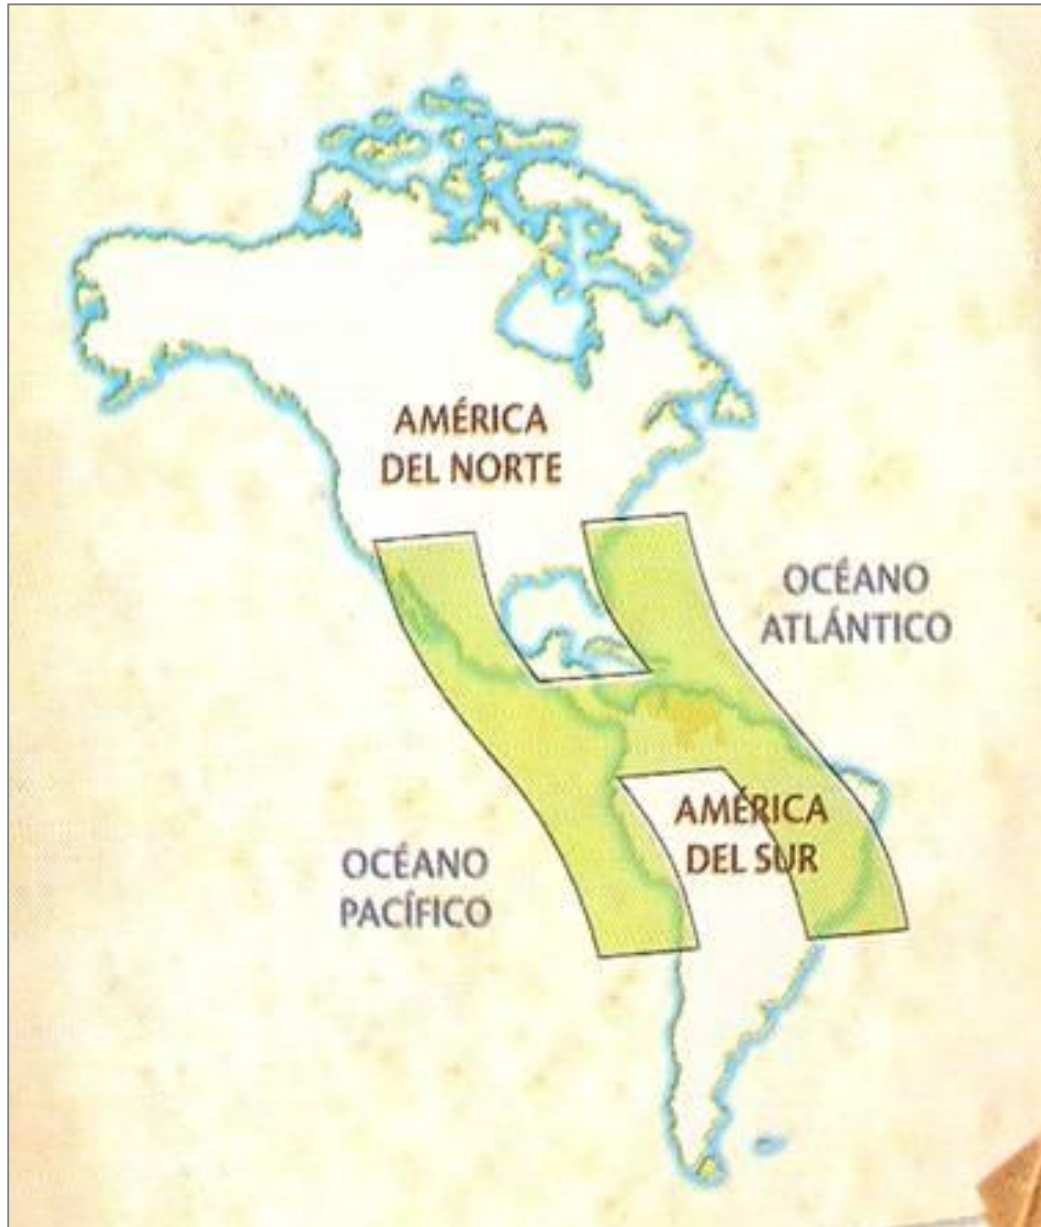 AMÉRICA
DEL NORTE
OCÉANO
ATLÁNTICO
AMÉRICA
DEL SUR
OCÉANO
PACÍFICO